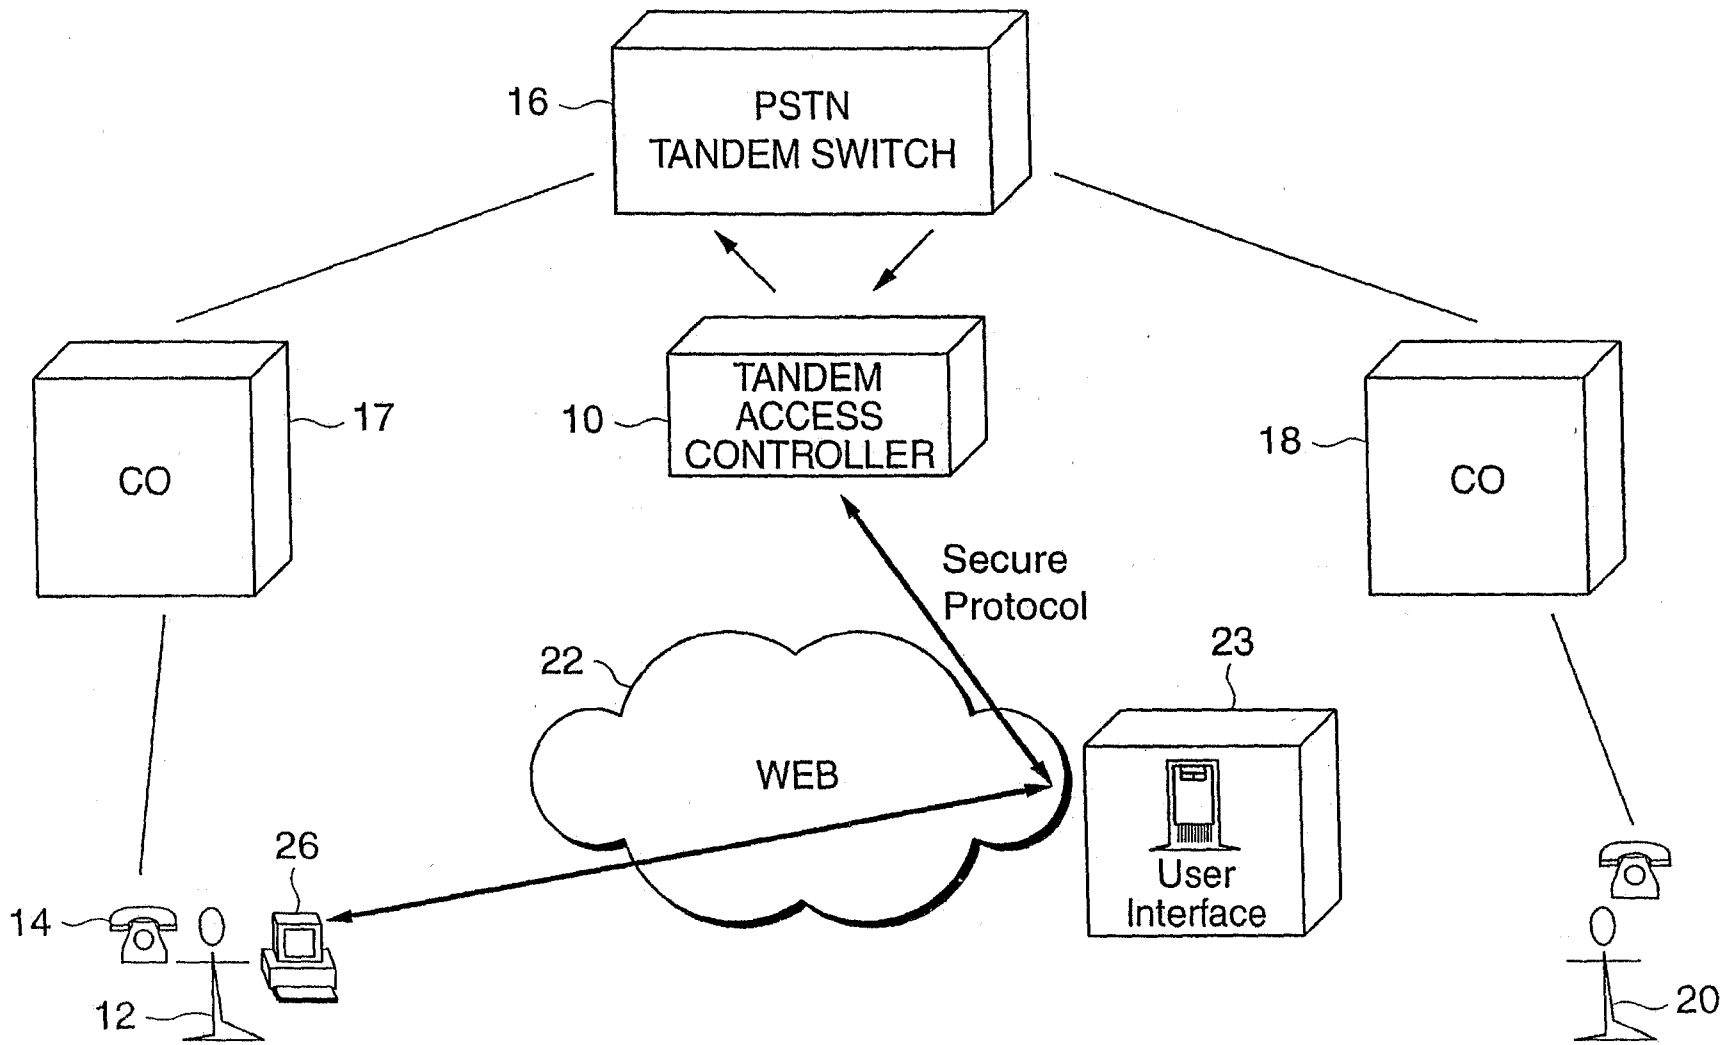 16
PSTN
TANDEM SWITCH
17
10
TANDEM
ACCESS
CONTROLLER
18
CO
CO
Secure
Protocol
22
23
WEB
26
User
Interface
14
12
20